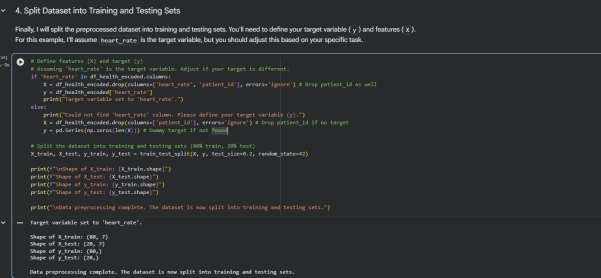 4. Split Dataset into Training and Testing Sets
Finally, I will split the preprocessed dataset into training and testing sets. You'll need to define your target variable ( y ) and features ( X ).
For this example, I'll assume heart_rate is the target variable, but you should adjust this based on your specific task.
# Define features (X) and target (y)
# Assuming 'heart_rate' is the target variable. Adjust if your target is different.
if 'heart_rate' in df_health_encoded.columns:
    X = df_health_encoded.drop(columns=['heart_rate', 'patient_id'], errors='ignore') # Drop patient_id as well
    y = df_health_encoded['heart_rate']
    print("Target variable set to 'heart_rate'.")
else:
    print("Could not find 'heart_rate' column. Please define your target variable (y).")
    X = df_health_encoded.drop(columns=['patient_id'], errors='ignore') # Drop patient_id if no target
    y = pd.Series(np.zeros(len(X))) # Dummy target if not found
# Split the dataset into training and testing sets (80% train, 20% test)
X_train, X_test, y_train, y_test = train_test_split(X, y, test_size=0.2, random_state=42)
print(f"\nShape of X_train: {X_train.shape}")
print(f"Shape of X_test: {X_test.shape}")
print(f"Shape of y_train: {y_train.shape}")
print(f"Shape of y_test: {y_test.shape}")
print("\nData preprocessing complete. The dataset is now split into training and testing sets.")
Target variable set to 'heart_rate'.
Shape of X_train: (80, 7)
Shape of X_test: (20, 7)
Shape of y_train: (80,)
Shape of y_test: (20,)
Data preprocessing complete. The dataset is now split into training and testing sets.